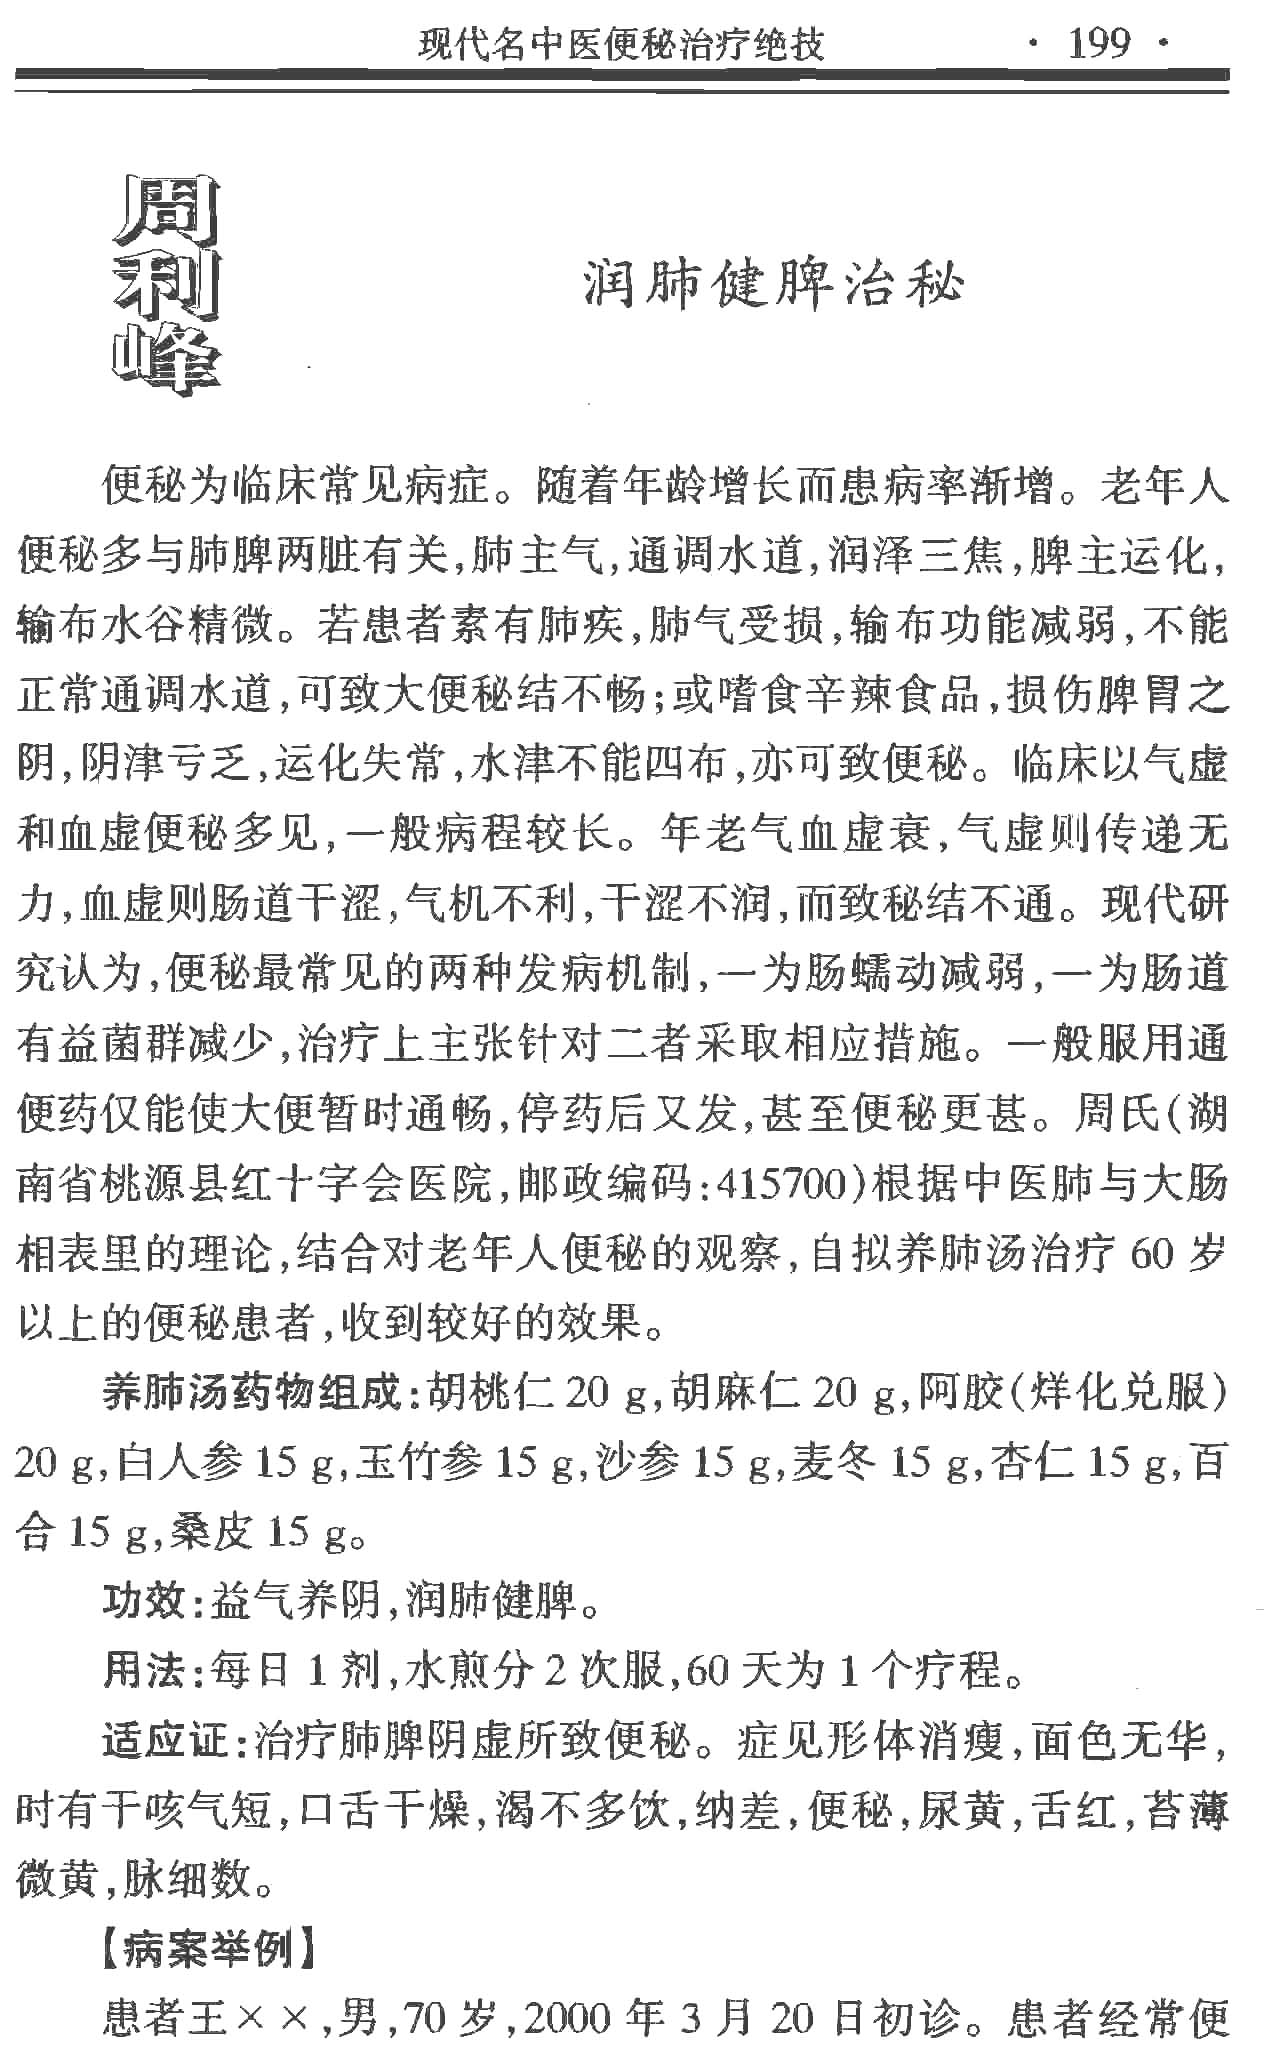 现代名中医便秘治疗绝技 · 199 ·
周利峰
润肺健脾治秘
便秘为临床常见病症。随着年龄增长而患病率渐增。老年人
便秘多与肺脾两脏有关,肺主气,通调水道,润泽三焦,脾主运化,
输布水谷精微。若患者素有肺疾,肺气受损,输布功能减弱,不能
正常通调水道,可致大便秘结不畅;或嗜食辛辣食品,损伤脾胃之
阴,阴津亏乏,运化失常,水津不能四布,亦可致便秘。临床以气虚
和血虚便秘多见,一般病程较长。年老气血虚衰,气虚则传递无
力,血虚则肠道干涩,气机不利,干涩不润,而致秘结不通。现代研
究认为,便秘最常见的两种发病机制,一为肠蠕动减弱,一为肠道
有益菌群减少,治疗上主张针对二者采取相应措施。一般服用通
便药仅能使大便暂时通畅,停药后又发,甚至便秘更甚。周氏(湖
南省桃源县红十字会医院,邮政编码:415700)根据中医肺与大肠
相表里的理论,结合对老年人便秘的观察,自拟养肺汤治疗 60 岁
以上的便秘患者,收到较好的效果。
养肺汤药物组成:胡桃仁 20 g,胡麻仁 20 g,阿胶(烊化兑服)
20 g,白人参 15 g,玉竹参 15 g,沙参 15 g,麦冬 15 g,杏仁 15 g,百
合 15 g,桑皮 15 g。
功效:益气养阴,润肺健脾。
用法:每日 1 剂,水煎分 2 次服,60 天为 1 个疗程。
适应证:治疗肺脾阴虚所致便秘。症见形体消瘦,面色无华,
时有干咳气短,口舌干燥,渴不多饮,纳差,便秘,尿黄,舌红,苔薄
微黄,脉细数。
【病案举例】
患者王××,男,70 岁,2000 年 3 月 20 日初诊。患者经常便